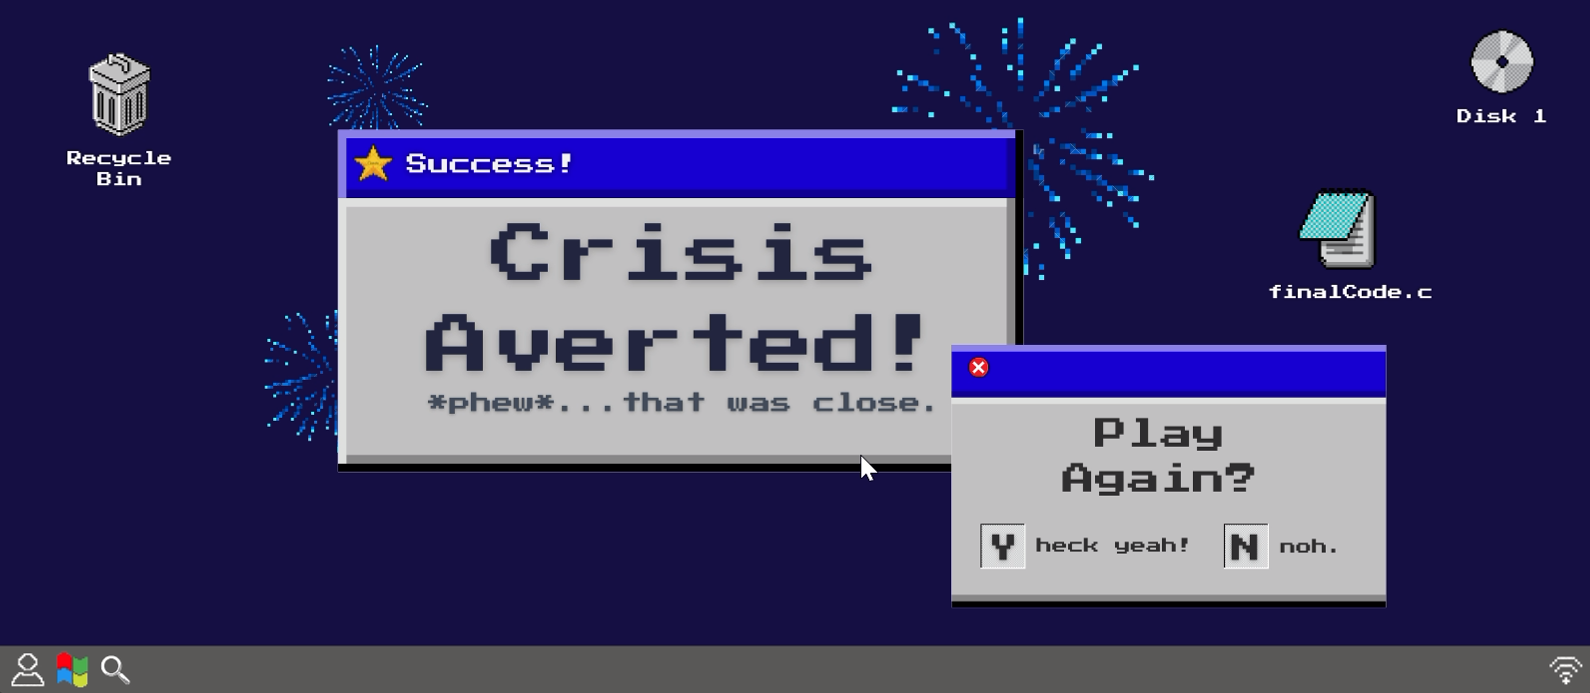 Recycle
Bin
Success!
Crisis
Averted!
*phew*...that was close.
Disk 1
finalCode.c
Play
Again?
Y heck yeah! N noh.